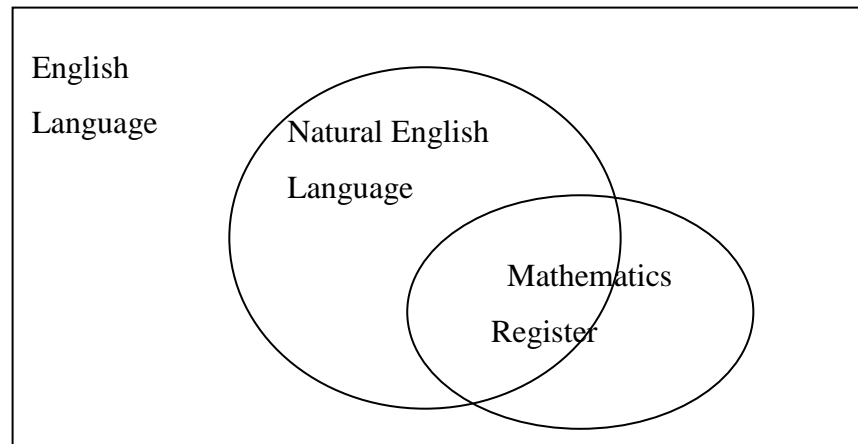 English
Language
Natural English
Language
Mathematics
Register